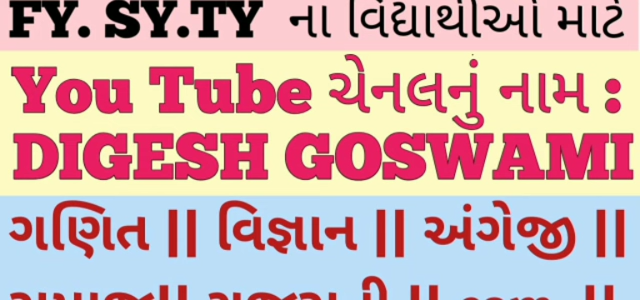 FY. SY.TY ના વિદ્યાર્થીઓ માટે
You Tube ચેનલનું નામ :
DIGESH GOSWAMI
ગણિત || વિજ્ઞાન || અંગેજી ||